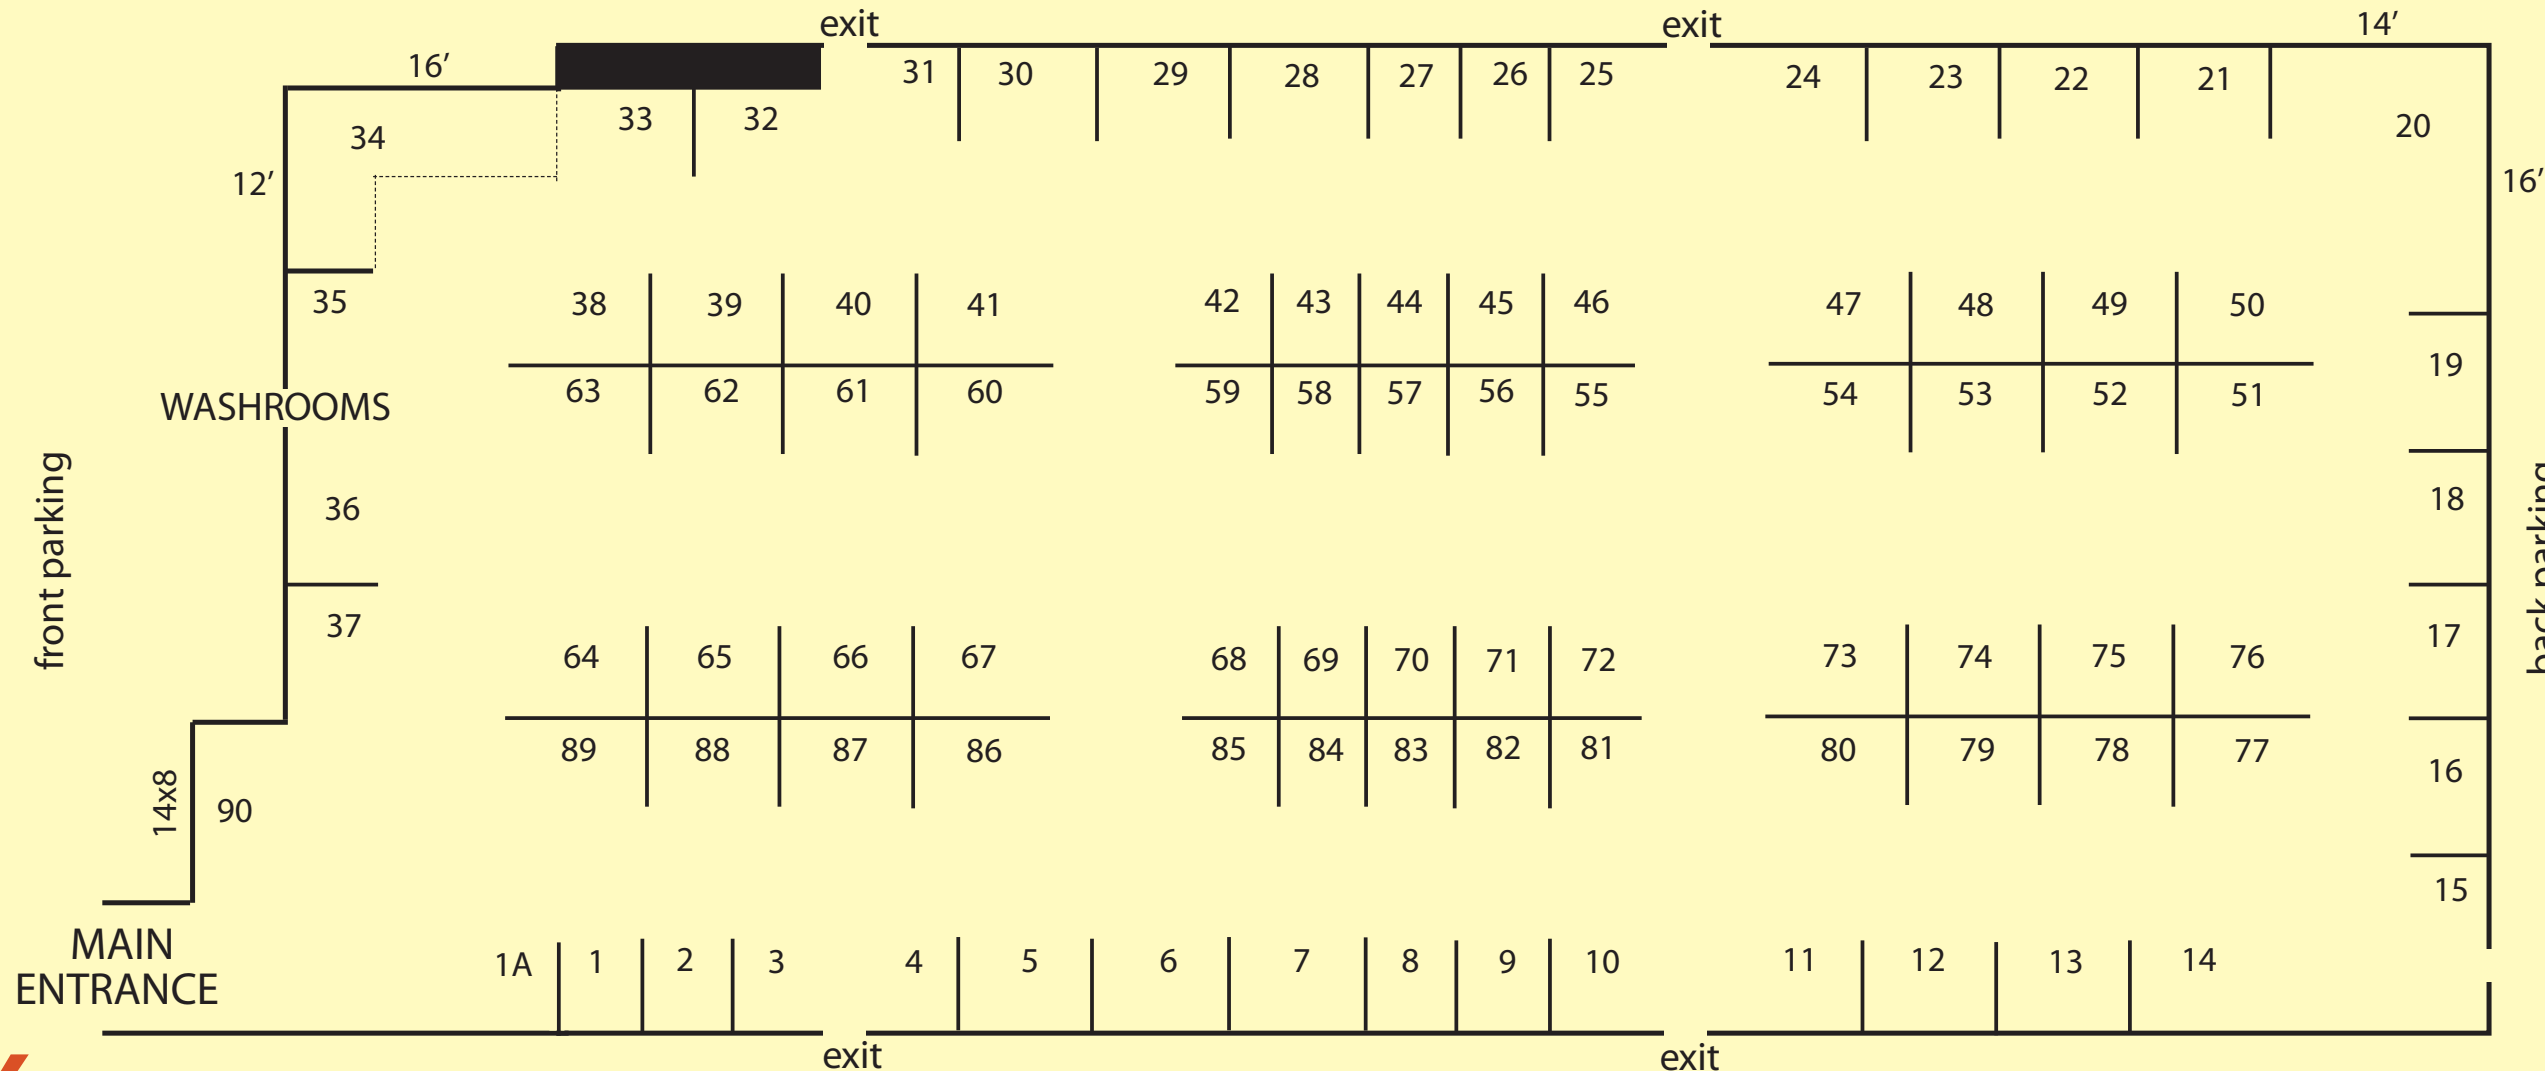 exit exit 14’
16’
31 30 29 28 27 26 25 24 23 22 21
33 32
34 20
12’ 16’
35 38 39 40 41 42 43 44 45 46 47 48 49 50
19
WASHROOMS 63 62 61 60 59 58 57 56 55 54 53 52 51
front parking
back parking
36 18
37 17
64 65 66 67 68 69 70 71 72 73 74 75 76
89 88 87 86 85 84 83 82 81 80 79 78 77
16
14x8 90
15
MAIN
ENTRANCE
1A 1 2 3 4 5 6 7 8 9 10 11 12 13 14
exit exit